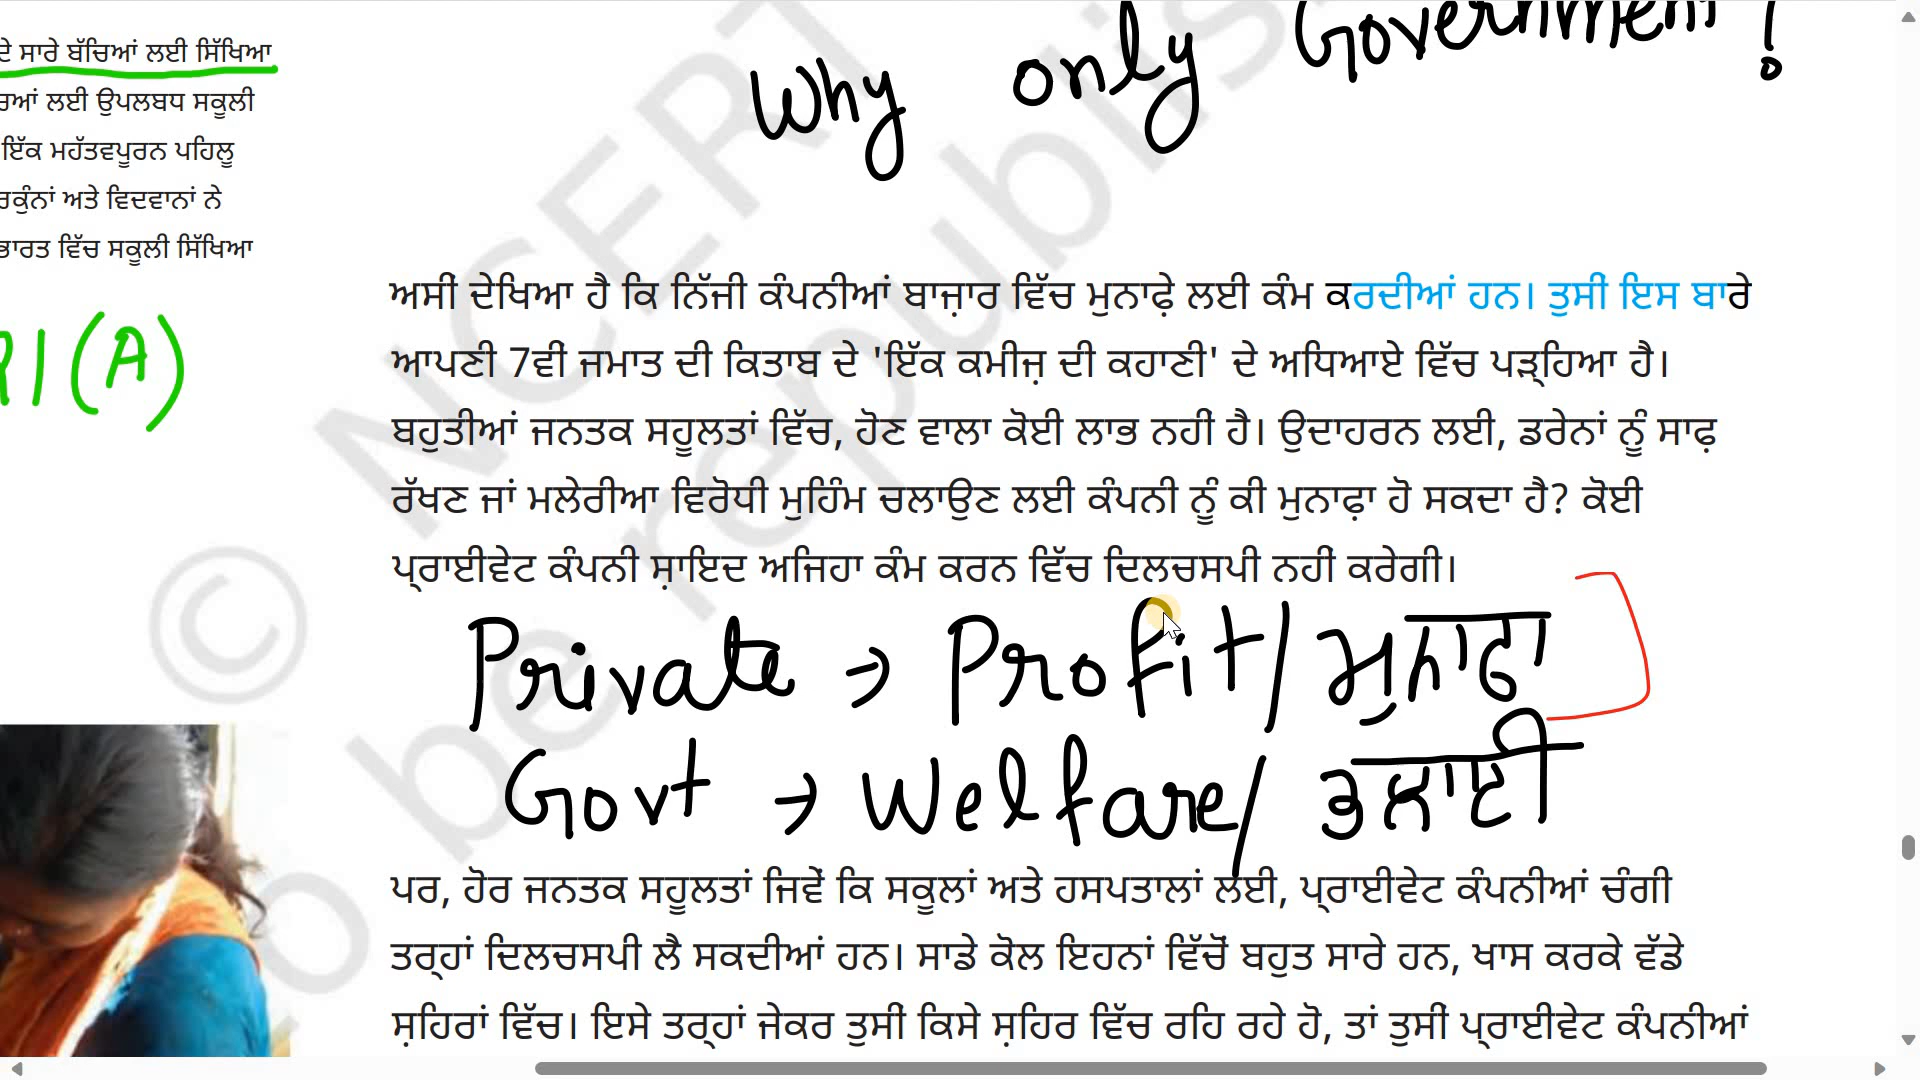 ਦੇ ਸਾਰੇ ਬੱਚਿਆਂ ਲਈ ਸਿੱਖਿਆ
ਲਈ ਉਪਲਬਧ ਸਕੂਲੀ
ਇੱਕ ਮਹੱਤਵਪੂਰਨ ਪਹਿਲੂ
ਅਤੇ ਵਿਦਵਾਨਾਂ ਨੇ
ਭਾਰਤ ਵਿੱਚ ਸਕੂਲੀ ਸਿੱਖਿਆ
(A)
Why only Government?
ਅਸੀਂ ਦੇਖਿਆ ਹੈ ਕਿ ਨਿੱਜੀ ਕੰਪਨੀਆਂ ਬਾਜ਼ਾਰ ਵਿੱਚ ਮੁਨਾਫ਼ੇ ਲਈ ਕੰਮ ਕਰਦੀਆਂ ਹਨ। ਤੁਸੀਂ ਇਸ ਬਾਰੇ
ਆਪਣੀ 7ਵੀਂ ਜਮਾਤ ਦੀ ਕਿਤਾਬ ਦੇ 'ਇੱਕ ਕਮੀਜ਼ ਦੀ ਕਹਾਣੀ' ਦੇ ਅਧਿਆਏ ਵਿੱਚ ਪੜ੍ਹਿਆ ਹੈ।
ਬਹੁਤੀਆਂ ਜਨਤਕ ਸਹੂਲਤਾਂ ਵਿੱਚ, ਹੋਣ ਵਾਲਾ ਕੋਈ ਲਾਭ ਨਹੀਂ ਹੈ। ਉਦਾਹਰਨ ਲਈ, ਡਰੇਨਾਂ ਨੂੰ ਸਾਫ਼
ਰੱਖਣ ਜਾਂ ਮਲੇਰੀਆ ਵਿਰੋਧੀ ਮੁਹਿੰਮ ਚਲਾਉਣ ਲਈ ਕੰਪਨੀ ਨੂੰ ਕੀ ਮੁਨਾਫ਼ਾ ਹੋ ਸਕਦਾ ਹੈ? ਕੋਈ
ਪ੍ਰਾਈਵੇਟ ਕੰਪਨੀ ਸ਼ਾਇਦ ਅਜਿਹਾ ਕੰਮ ਕਰਨ ਵਿੱਚ ਦਿਲਚਸਪੀ ਨਹੀਂ ਕਰੇਗੀ।
Private → Profit/ ਮੁਨਾਫਾ
Govt → Welfare/ ਭਲਾਈ
ਪਰ, ਹੋਰ ਜਨਤਕ ਸਹੂਲਤਾਂ ਜਿਵੇਂ ਕਿ ਸਕੂਲਾਂ ਅਤੇ ਹਸਪਤਾਲਾਂ ਲਈ, ਪ੍ਰਾਈਵੇਟ ਕੰਪਨੀਆਂ ਚੰਗੀ
ਤਰ੍ਹਾਂ ਦਿਲਚਸਪੀ ਲੈ ਸਕਦੀਆਂ ਹਨ। ਸਾਡੇ ਕੋਲ ਇਹਨਾਂ ਵਿੱਚੋਂ ਬਹੁਤ ਸਾਰੇ ਹਨ, ਖਾਸ ਕਰਕੇ ਵੱਡੇ
ਸ਼ਹਿਰਾਂ ਵਿੱਚ। ਇਸੇ ਤਰ੍ਹਾਂ ਜੇਕਰ ਤੁਸੀਂ ਕਿਸੇ ਸ਼ਹਿਰ ਵਿੱਚ ਰਹਿ ਰਹੇ ਹੋ, ਤਾਂ ਤੁਸੀਂ ਪ੍ਰਾਈਵੇਟ ਕੰਪਨੀਆਂ
© NCERT
be republis